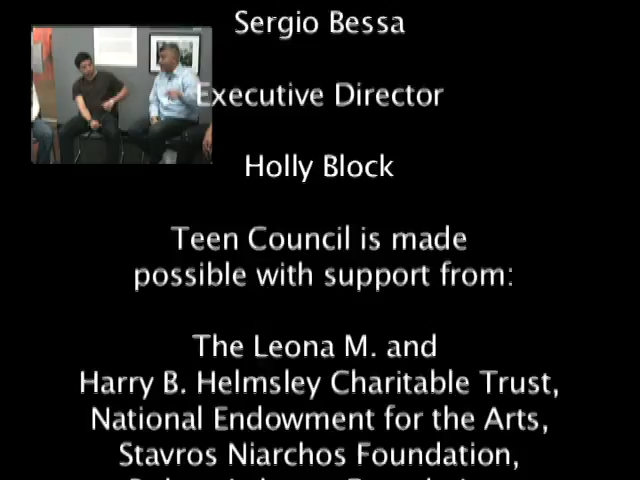 Sergio Bessa
Executive Director
Holly Block
Teen Council is made
possible with support from:
The Leona M. and
Harry B. Helmsley Charitable Trust,
National Endowment for the Arts,
Stavros Niarchos Foundation,